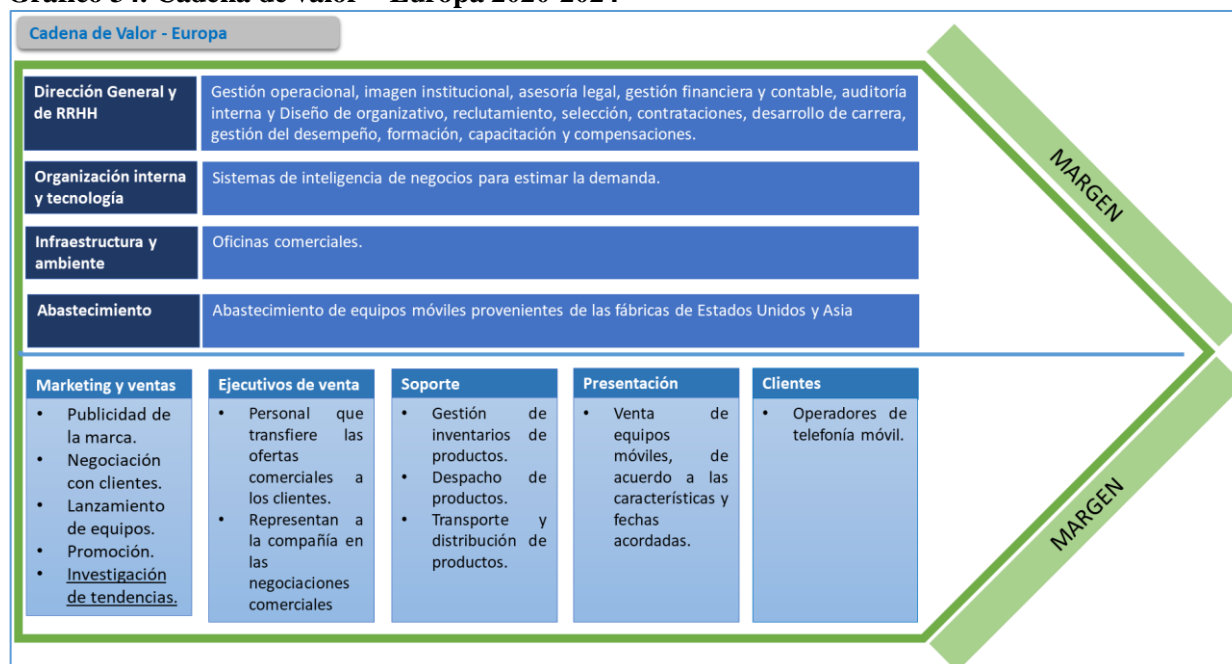 Gráfico 34. Cadena de valor – Europa 2020-2024
Cadena de Valor - Europa
Dirección General y
de RRHH
Gestión operacional, imagen institucional, asesoría legal, gestión financiera y contable, auditoría
interna y Diseño de organizativo, reclutamiento, selección, contrataciones, desarrollo de carrera,
gestión del desempeño, formación, capacitación y compensaciones.
Organización interna
y tecnología
Sistemas de inteligencia de negocios para estimar la demanda.
Infraestructura y
ambiente
Oficinas comerciales.
Abastecimiento
Abastecimiento de equipos móviles provenientes de las fábricas de Estados Unidos y Asia
Marketing y ventas
• Publicidad de
la marca.
• Negociación
con clientes.
• Lanzamiento
de equipos.
• Promoción.
• Investigación
de tendencias.
Ejecutivos de venta
• Personal que
transfiere las
ofertas
comerciales a
los clientes.
• Representan a
la compañía en
las
negociaciones
comerciales
Soporte
• Gestión de
inventarios de
productos.
• Despacho de
productos.
• Transporte y
distribución de
productos.
Presentación
• Venta de
equipos
móviles, de
acuerdo a las
características y
fechas
acordadas.
Clientes
• Operadores de
telefonía móvil.
MARGEN
MARGEN